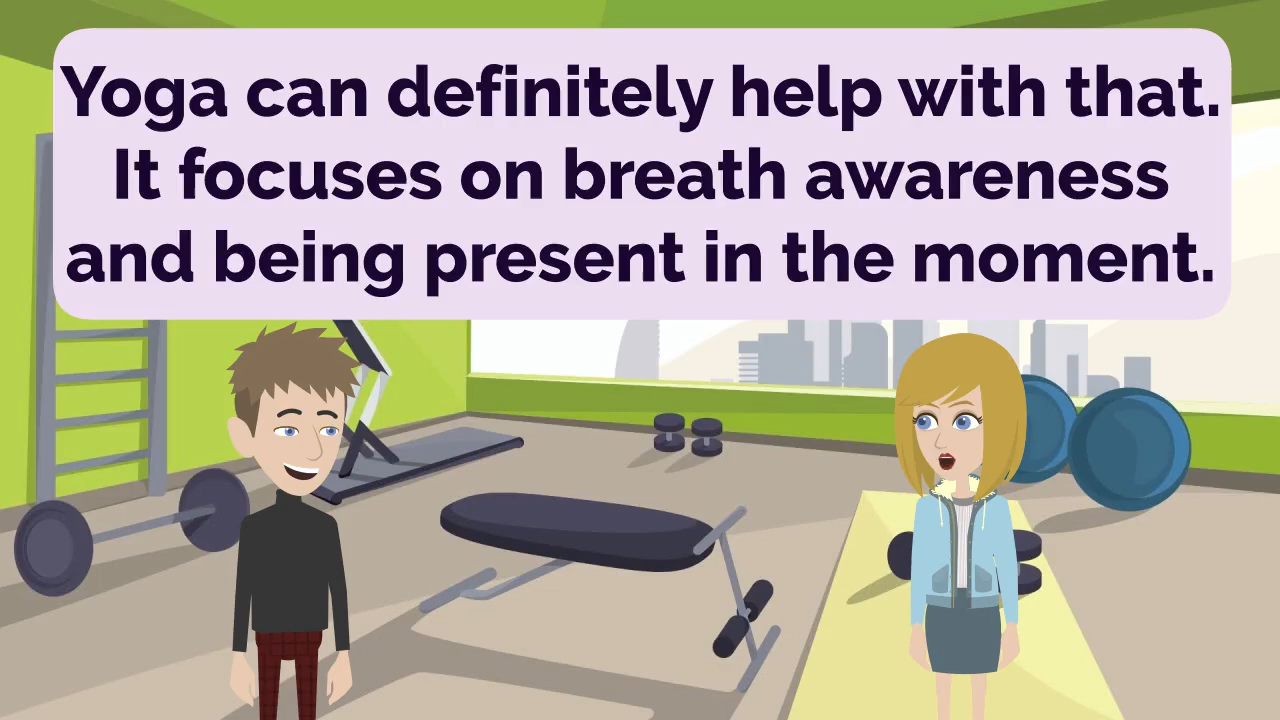 Yoga can definitely help with that.
It focuses on breath awareness
and being present in the moment.